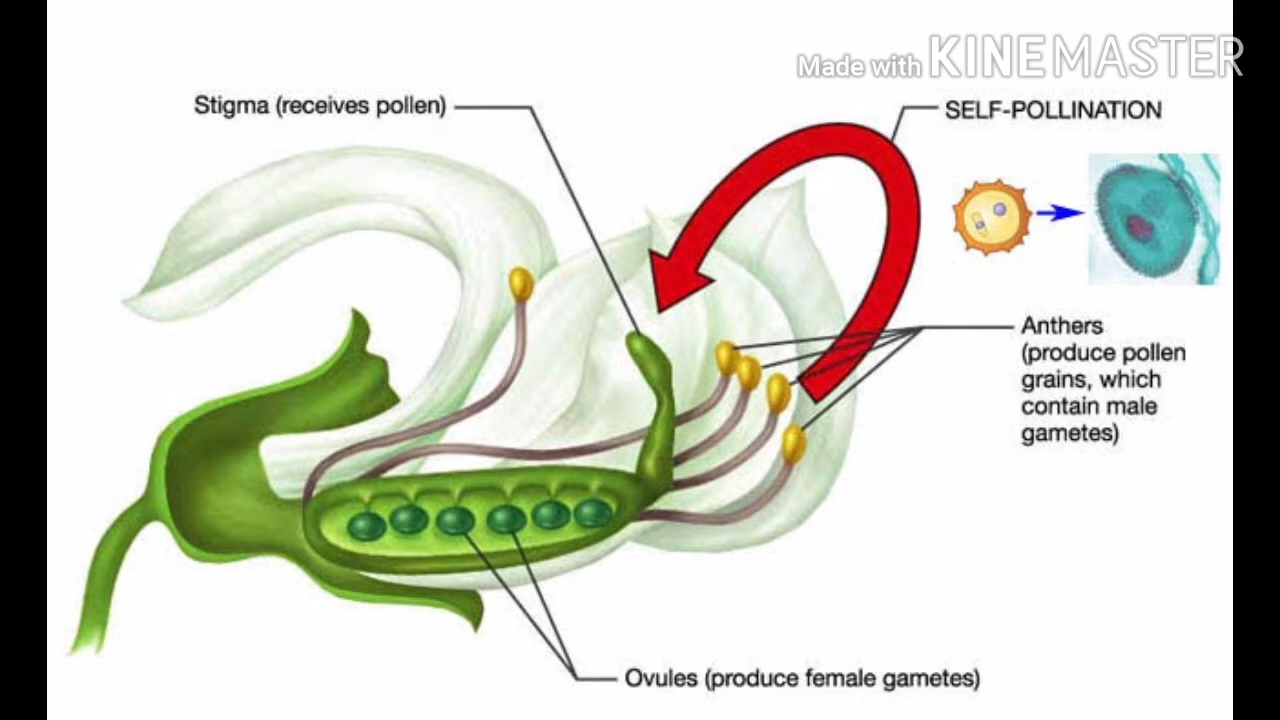 Made with KINEMASTER
Stigma (receives pollen)
SELF-POLLINATION
Anthers
(produce pollen
grains, which
contain male
gametes)
Ovules (produce female gametes)